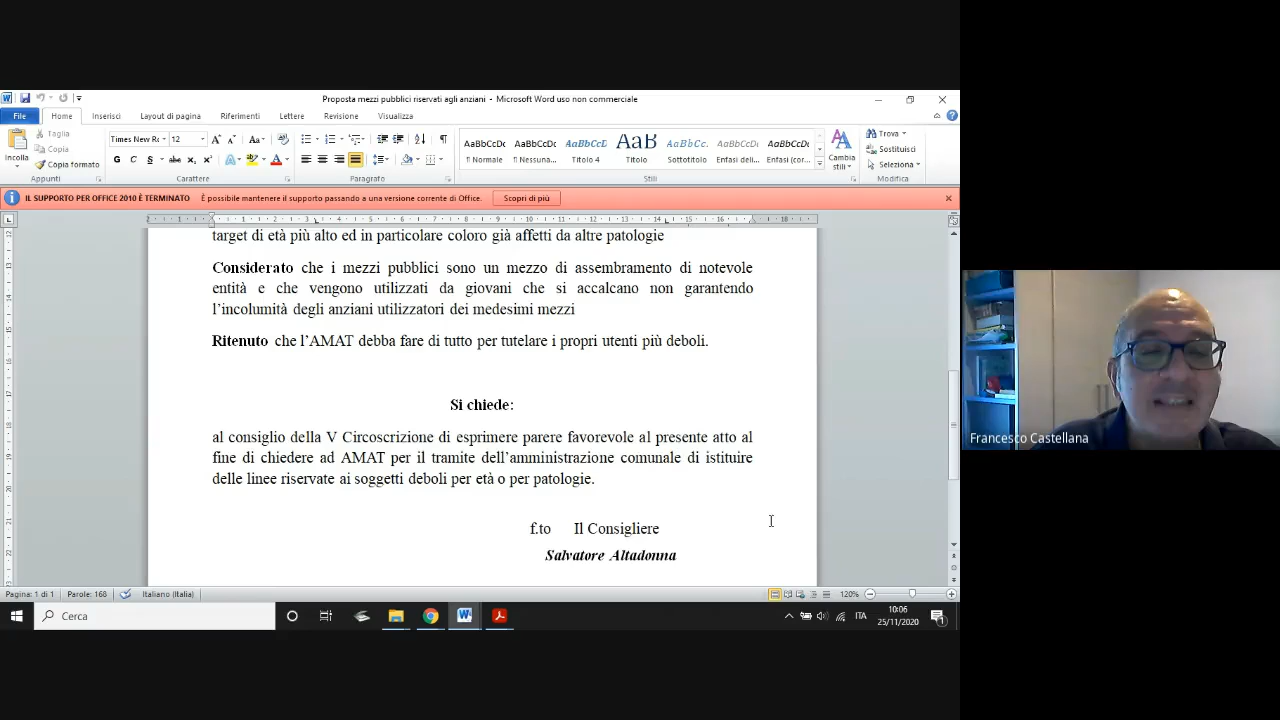 Proposta mezzi pubblici riservati agli anziani - Microsoft Word uso non commerciale
File Home Inserisci Layout di pagina Riferimenti Lettere Revisione Visualizza
Incolla
Taglia
Copia
Copia formato
Appunti
Times New Ro 12
G C S abc
Carattere
Paragrafo
AaBbCcDc AaBbCcDc AaBbCcD AaB AaBbCc. AaBbCcDc AaBbCcDc
¶ Normale ¶ Nessuna... Titolo 4 Titolo Sottotitolo Enfasi deli... Enfasi (cor...
Stili
Cambia stili
Trova
Sostituisci
Seleziona
Modifica
IL SUPPORTO PER OFFICE 2010 È TERMINATO È possibile mantenere il supporto passando a una versione corrente di Office. Scopri di più
target di età più alto ed in particolare coloro già affetti da altre patologie
Considerato che i mezzi pubblici sono un mezzo di assembramento di notevole
entità e che vengono utilizzati da giovani che si accalcano non garantendo
l’incolumità degli anziani utilizzatori dei medesimi mezzi
Ritenuto che l’AMAT debba fare di tutto per tutelare i propri utenti più deboli.
Si chiede:
al consiglio della V Circoscrizione di esprimere parere favorevole al presente atto al
fine di chiedere ad AMAT per il tramite dell’amministrazione comunale di istituire
delle linee riservate ai soggetti deboli per età o per patologie.
f.to Il Consigliere
Salvatore Altadonna
Pagina: 1 di 1 Parole: 168 Italiano (Italia) 120%
Cerca
ITA
10:06
25/11/2020
Francesco Castellana